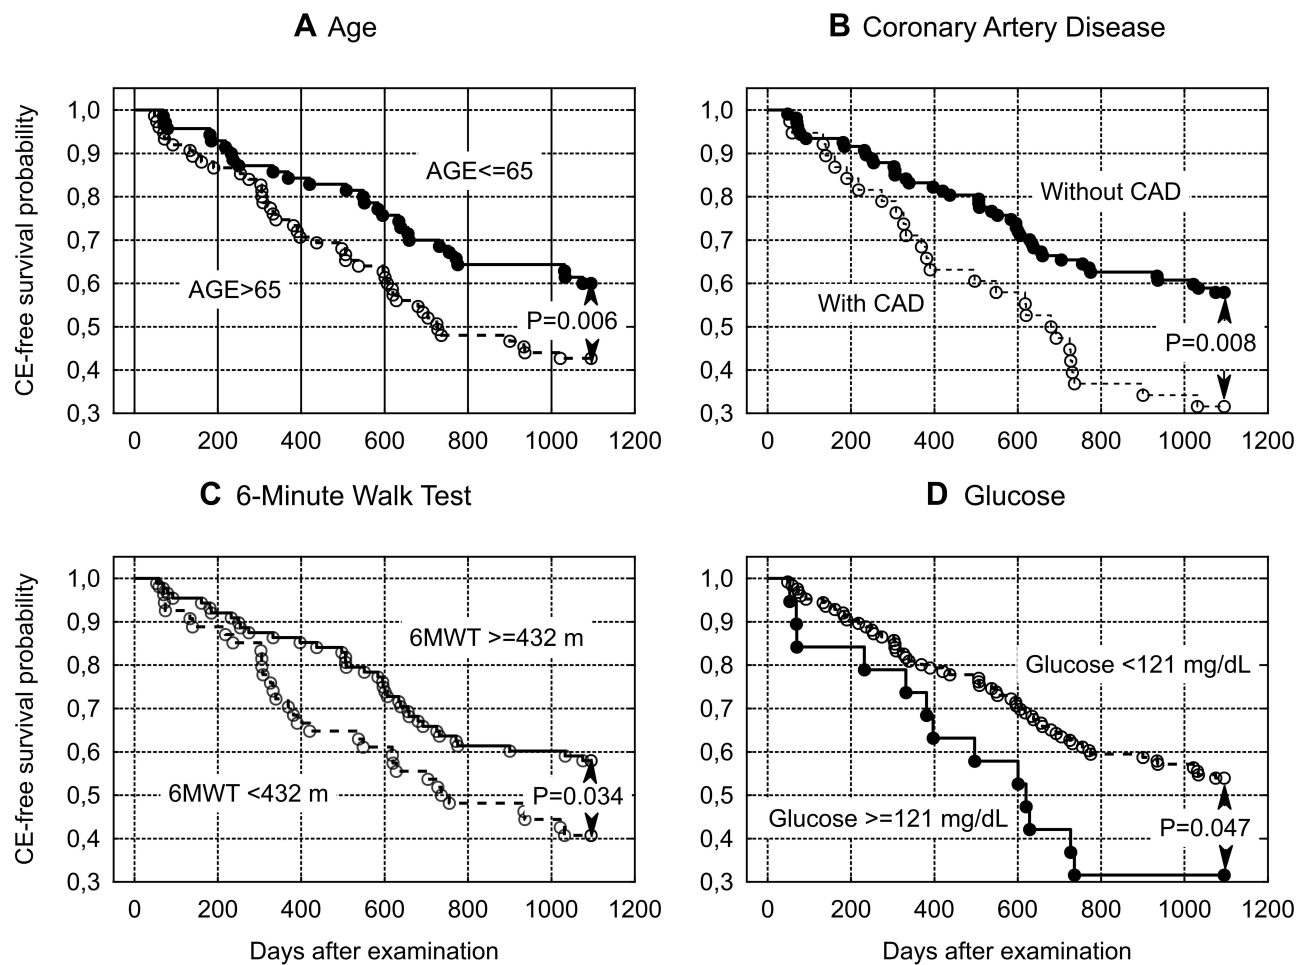 A Age
CE-free survival probability
1,0
0,9
0,8
0,7
0,6
0,5
0,4
0,3
AGE<=65
AGE>65
P=0.006
0 200 400 600 800 1000 1200
B Coronary Artery Disease
1,0
0,9
0,8
0,7
0,6
0,5
0,4
0,3
Without CAD
With CAD
P=0.008
0 200 400 600 800 1000 1200
C 6-Minute Walk Test
CE-free survival probability
1,0
0,9
0,8
0,7
0,6
0,5
0,4
0,3
6MWT >=432 m
6MWT <432 m
P=0.034
0 200 400 600 800 1000 1200
Days after examination
D Glucose
1,0
0,9
0,8
0,7
0,6
0,5
0,4
0,3
Glucose <121 mg/dL
Glucose >=121 mg/dL
P=0.047
0 200 400 600 800 1000 1200
Days after examination